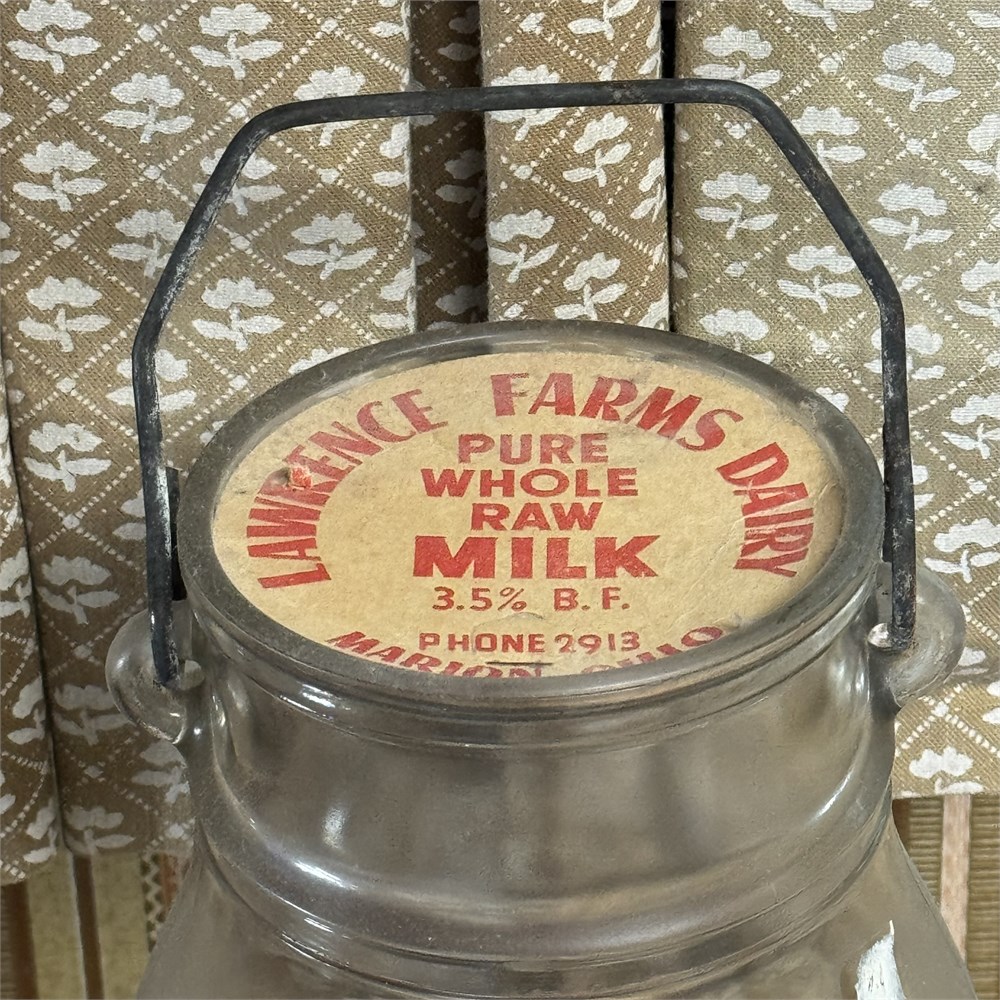 LAWRENCE FARMS DAIRY
PURE
WHOLE
RAW
MILK
3.5% B.F.
PHONE 2913
MARION OHIO